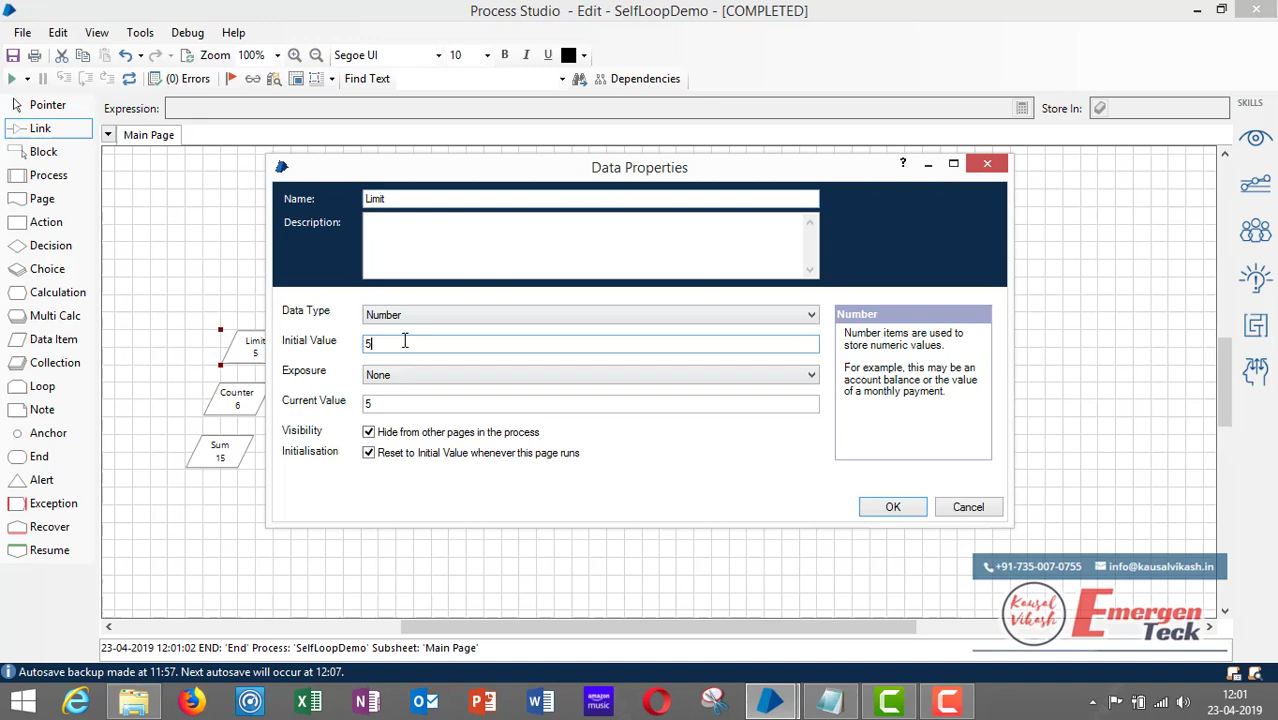 Process Studio - Edit - SelfLoopDemo - [COMPLETED]
File Edit View Tools Debug Help
Zoom 100% Segoe UI 10 B I U
(0) Errors Find Text Dependencies
Pointer
Link
Block
Process
Page
Action
Decision
Choice
Calculation
Multi Calc
Data Item
Collection
Loop
Note
Anchor
End
Alert
Exception
Recover
Resume
Expression: Store In:
Main Page
SKILLS
Limit
5
Counter
6
Sum
15
Data Properties
?
Name: Limit
Description:
Data Type Number
Initial Value 5
Exposure None
Current Value 5
Visibility Hide from other pages in the process
Initialisation Reset to Initial Value whenever this page runs
Number
Number items are used to
store numeric values.
For example, this may be an
account balance or the value
of a monthly payment.
OK Cancel
+91-735-007-0755 info@kausalvikash.in
Kausal
Vikash
Emergen
Teck
23-04-2019 12:01:02 END: 'End' Process: 'SelfLoopDemo' Subsheet: 'Main Page'
Autosave backup made at 11:57. Next autosave will occur at 12:07.
amazon
music
12:01
23-04-2019